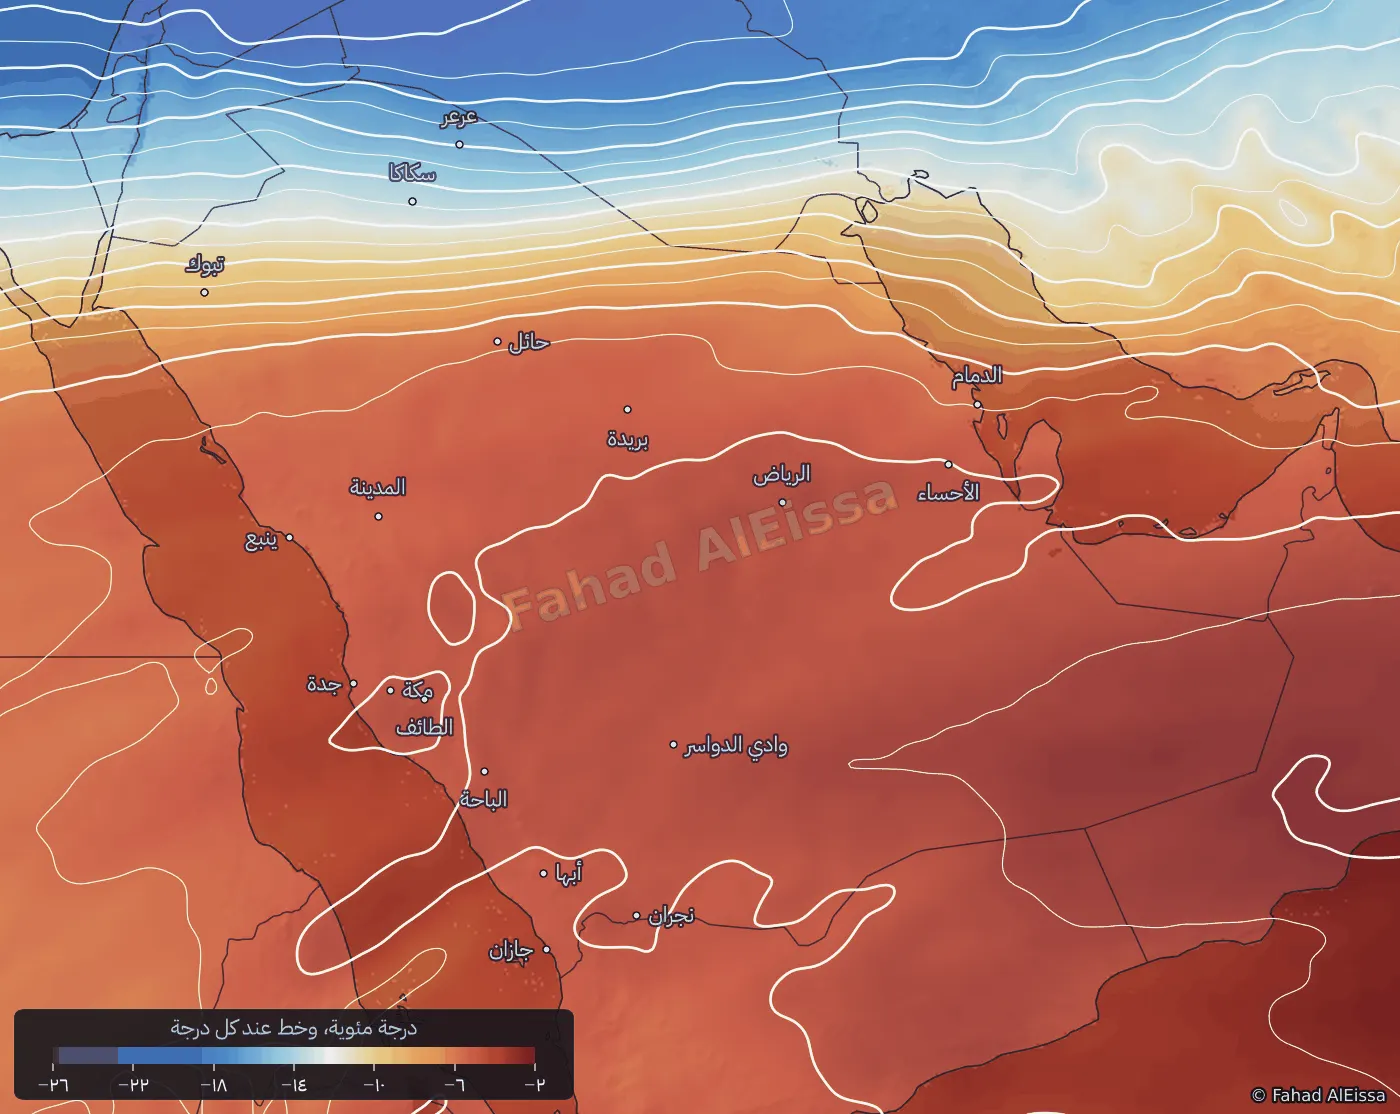 عرعر
سكاكا
تبوك
حائل
الدمام
بريدة
الرياض
المدينة
الأحساء
Fahad AlEissa
ينبع
جدة
مكة
الطائف
وادي الدواسر
الباحة
أبها
نجران
جازان
درجة مئوية، وخط عند كل درجة
−٢٦ −٢٢ −١٨ −١٤ −١٠ −٦ −٢
© Fahad AlEissa